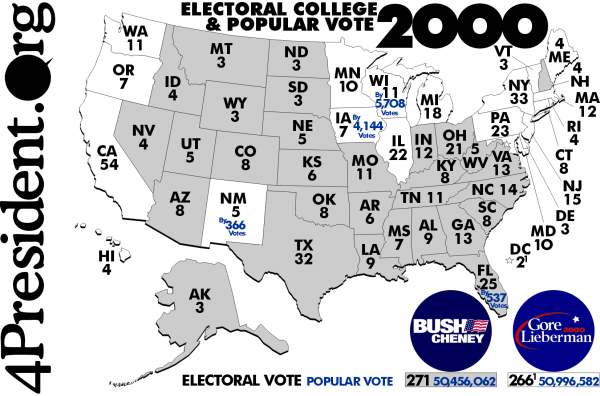 4President.Org
ELECTORAL COLLEGE
& POPULAR VOTE
2000
WA
11
OR
7
CA
54
ID
4
NV
4
MT
3
WY
3
UT
5
CO
8
AZ
8
NM
5
By 366
Votes
ND
3
SD
3
NE
5
KS
6
OK
8
TX
32
MN
10
IA
7
By 4,144
Votes
MO
11
AR
6
LA
9
WI
11
By 5,708
Votes
IL
22
MI
18
IN
12
OH
21
KY
8
TN 11
MS
7
AL
9
GA
13
FL
25
By 537
Votes
SC
8
NC 14
VA
13
5
WV
PA
23
NY
33
VT
3
4
ME
4
NH
MA
12
RI
4
CT
8
NJ
15
DE
3
MD
10
DC
2¹
HI
4
AK
3
BUSH
CHENEY
Gore
2000
Lieberman
ELECTORAL VOTE POPULAR VOTE 271 50,456,062 266¹ 50,996,582